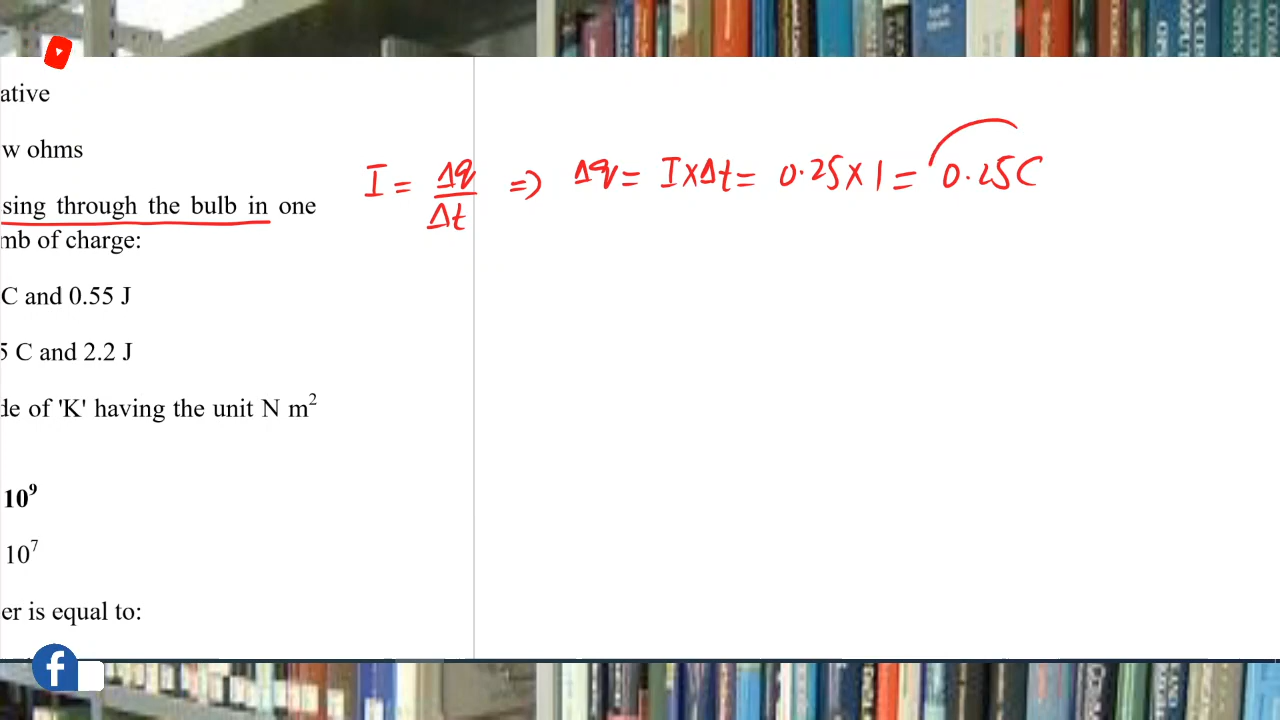 ative
w ohms
I = Δq/Δt ⇒ Δq = I×Δt = 0.25×1 = 0.25C
sing through the bulb in one
mb of charge:
C and 0.55 J
5 C and 2.2 J
de of 'K' having the unit N m²
10⁹
10⁷
er is equal to: